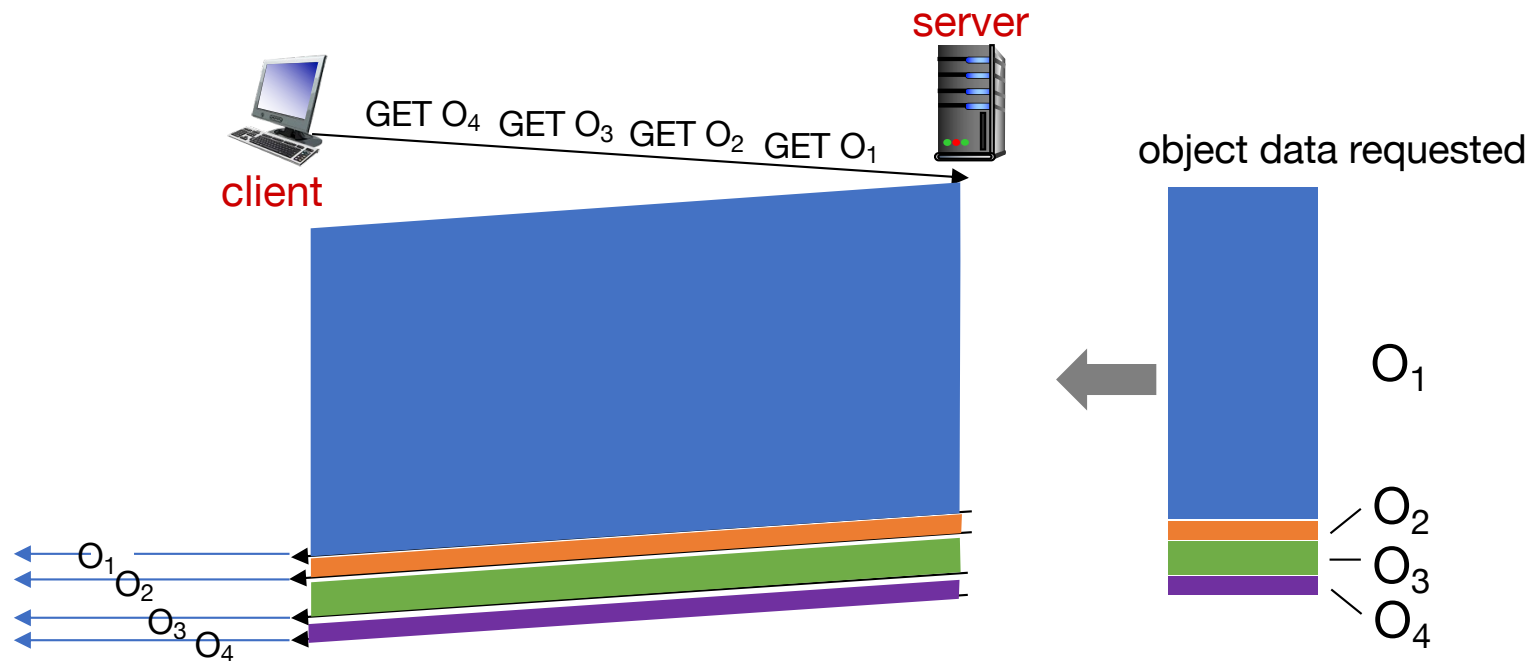 server
GET O₄ GET O₃ GET O₂ GET O₁
client
object data requested
O₁
O₂
O₃
O₄
O₁
O₂
O₃
O₄